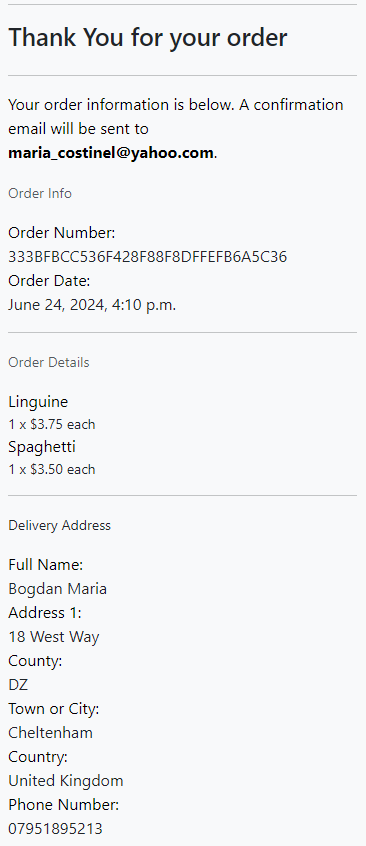 Thank You for your order
Your order information is below. A confirmation
email will be sent to
maria_costinel@yahoo.com.
Order Info
Order Number:
333BFBCC536F428F88F8DFFEFB6A5C36
Order Date:
June 24, 2024, 4:10 p.m.
Order Details
Linguine
1 x $3.75 each
Spaghetti
1 x $3.50 each
Delivery Address
Full Name:
Bogdan Maria
Address 1:
18 West Way
County:
DZ
Town or City:
Cheltenham
Country:
United Kingdom
Phone Number:
07951895213